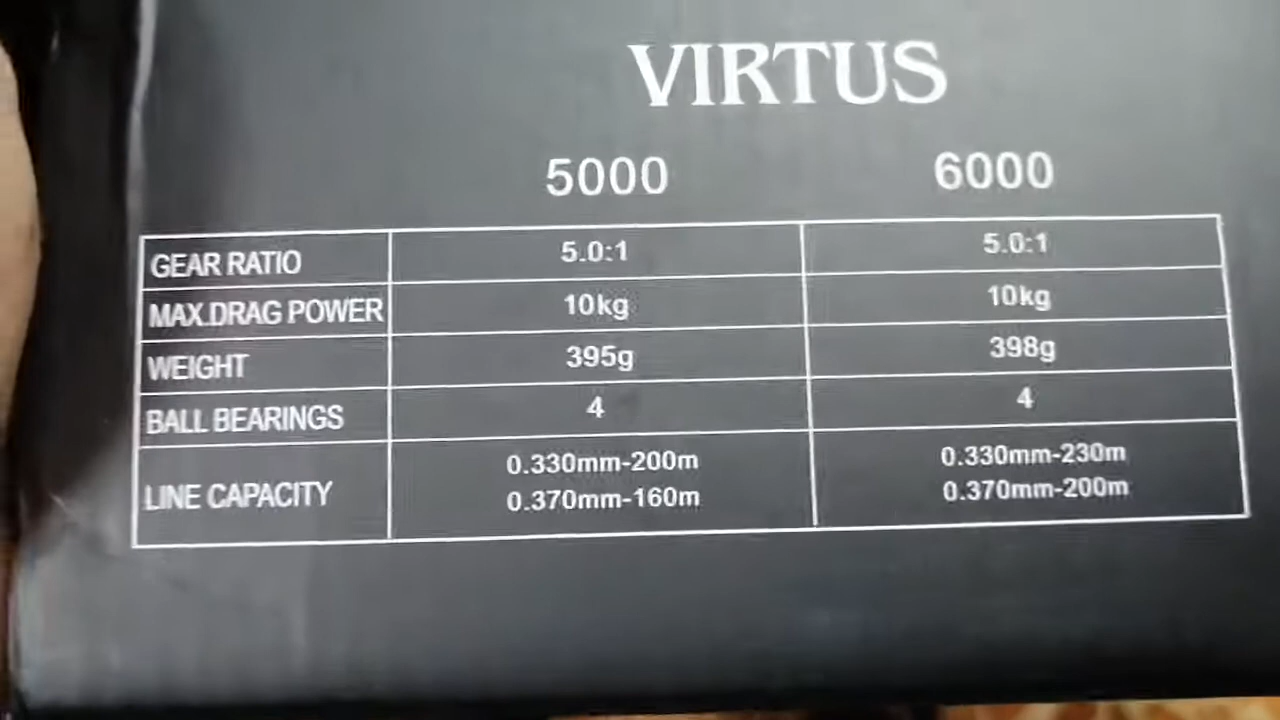 VIRTUS
5000 6000
GEAR RATIO 5.0:1 5.0:1
MAX.DRAG POWER 10kg 10kg
WEIGHT 395g 398g
BALL BEARINGS 4 4
LINE CAPACITY 0.330mm-200m 0.330mm-230m
0.370mm-160m 0.370mm-200m